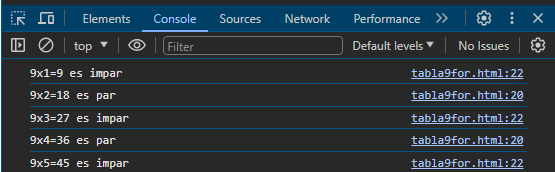 Elements Console Sources Network Performance »
top ▼ Filter Default levels ▼ No Issues
9x1=9 es impar tabla9for.html:22
9x2=18 es par tabla9for.html:20
9x3=27 es impar tabla9for.html:22
9x4=36 es par tabla9for.html:20
9x5=45 es impar tabla9for.html:22